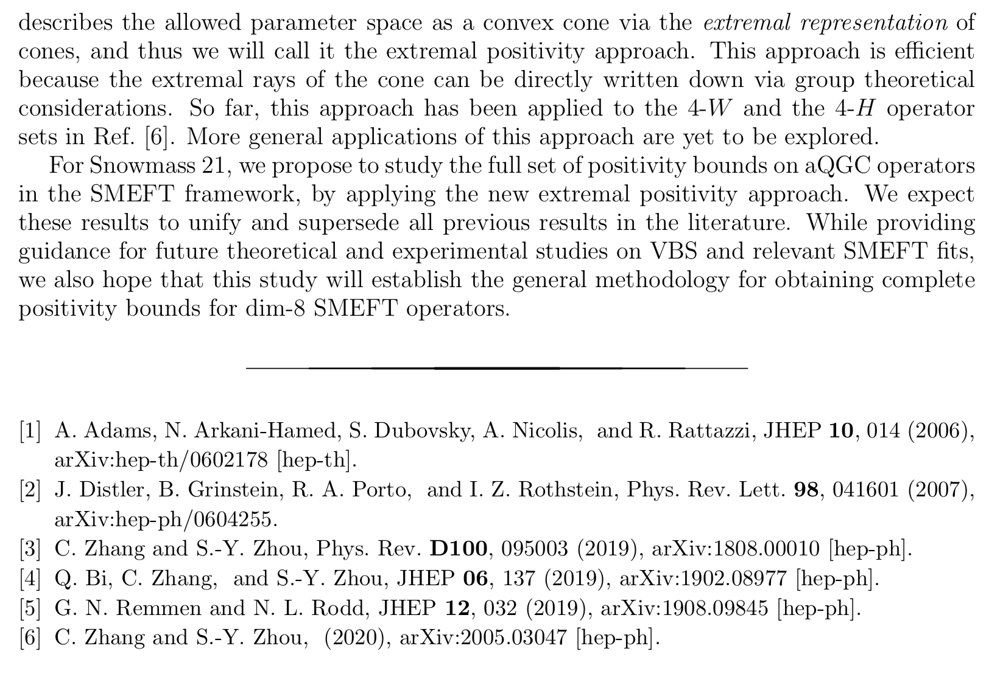 describes the allowed parameter space as a convex cone via the extremal representation of
cones, and thus we will call it the extremal positivity approach. This approach is efficient
because the extremal rays of the cone can be directly written down via group theoretical
considerations. So far, this approach has been applied to the 4-W and the 4-H operator
sets in Ref. [6]. More general applications of this approach are yet to be explored.
For Snowmass 21, we propose to study the full set of positivity bounds on aQGC operators
in the SMEFT framework, by applying the new extremal positivity approach. We expect
these results to unify and supersede all previous results in the literature. While providing
guidance for future theoretical and experimental studies on VBS and relevant SMEFT fits,
we also hope that this study will establish the general methodology for obtaining complete
positivity bounds for dim-8 SMEFT operators.
[1] A. Adams, N. Arkani-Hamed, S. Dubovsky, A. Nicolis, and R. Rattazzi, JHEP 10, 014 (2006),
arXiv:hep-th/0602178 [hep-th].
[2] J. Distler, B. Grinstein, R. A. Porto, and I. Z. Rothstein, Phys. Rev. Lett. 98, 041601 (2007),
arXiv:hep-ph/0604255.
[3] C. Zhang and S.-Y. Zhou, Phys. Rev. D100, 095003 (2019), arXiv:1808.00010 [hep-ph].
[4] Q. Bi, C. Zhang, and S.-Y. Zhou, JHEP 06, 137 (2019), arXiv:1902.08977 [hep-ph].
[5] G. N. Remmen and N. L. Rodd, JHEP 12, 032 (2019), arXiv:1908.09845 [hep-ph].
[6] C. Zhang and S.-Y. Zhou, (2020), arXiv:2005.03047 [hep-ph].